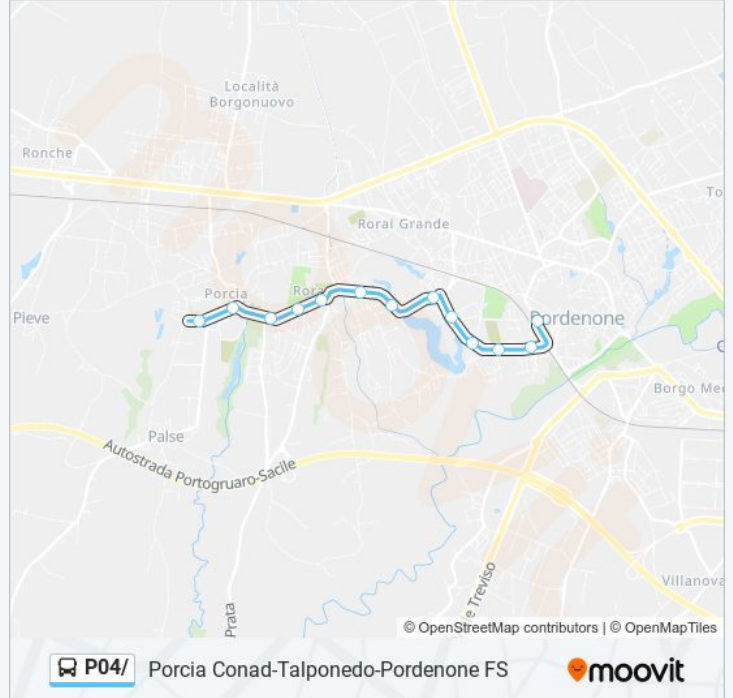 Località
Borgonuovo
Ronche
To
Rorai Grande
Porcia
Rora
Pieve
Pordenone
Borgo Me
Palse
Autostrada Portogruaro-Sacile
Villanova
Prata
e Treviso
© OpenStreetMap contributors | © OpenMapTiles
P04/
Porcia Conad-Talponedo-Pordenone FS
moovit